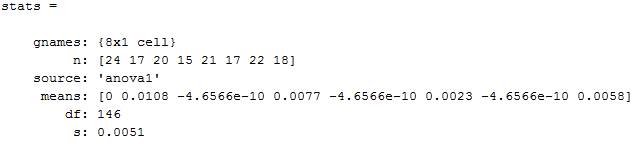 stats =
gnames: {8x1 cell}
n: [24 17 20 15 21 17 22 18]
source: 'anova1'
means: [0 0.0108 -4.6566e-10 0.0077 -4.6566e-10 0.0023 -4.6566e-10 0.0058]
df: 146
s: 0.0051